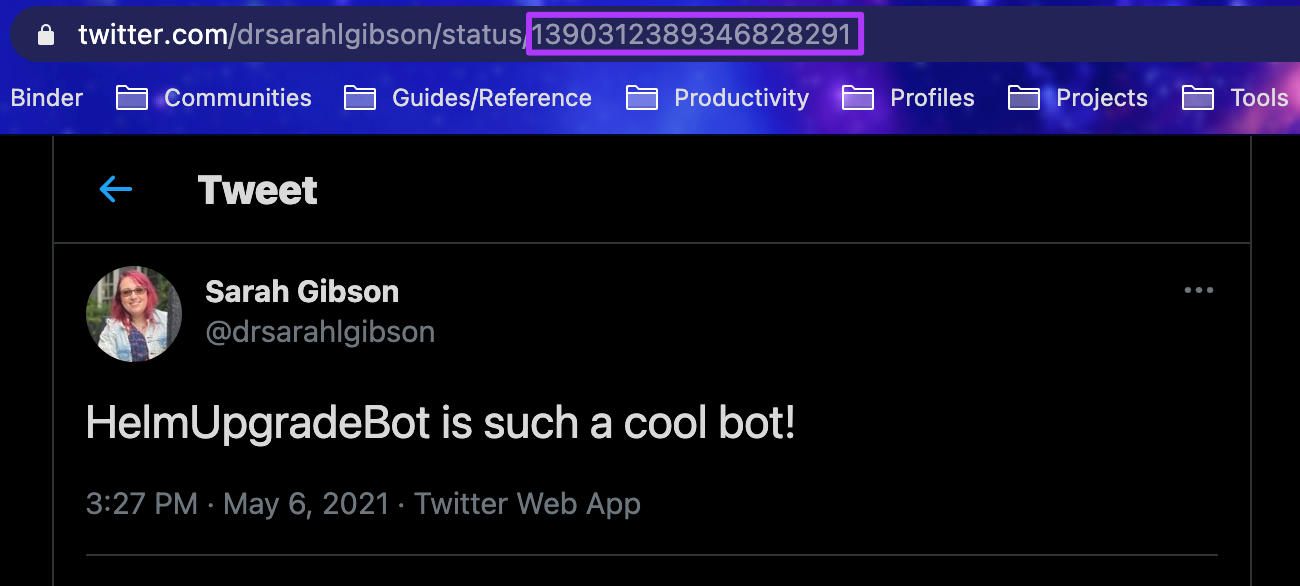 twitter.com/drsarahlgibson/status/1390312389346828291
Binder Communities Guides/Reference Productivity Profiles Projects Tools
Tweet
Sarah Gibson
@drsarahlgibson
HelmUpgradeBot is such a cool bot!
3:27 PM · May 6, 2021 · Twitter Web App